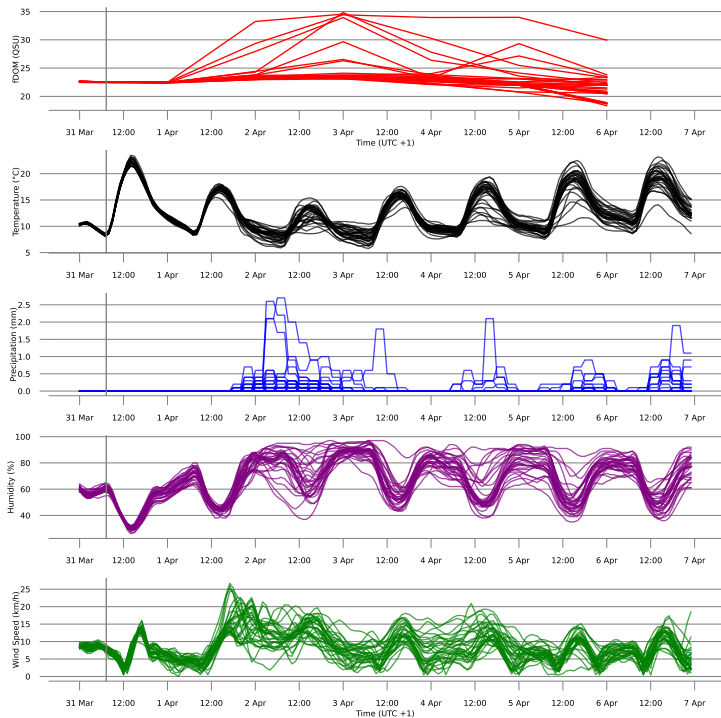 35
30
25
20
fDOM (QSU)
31 Mar 12:00 1 Apr 12:00 2 Apr 12:00 3 Apr 12:00 4 Apr 12:00 5 Apr 12:00 6 Apr 12:00 7 Apr
Time (UTC +1)
20
15
10
5
Temperature (°C)
31 Mar 12:00 1 Apr 12:00 2 Apr 12:00 3 Apr 12:00 4 Apr 12:00 5 Apr 12:00 6 Apr 12:00 7 Apr
2.5
2.0
1.5
1.0
0.5
0.0
Precipitation (mm)
31 Mar 12:00 1 Apr 12:00 2 Apr 12:00 3 Apr 12:00 4 Apr 12:00 5 Apr 12:00 6 Apr 12:00 7 Apr
100
80
60
40
Humidity (%)
31 Mar 12:00 1 Apr 12:00 2 Apr 12:00 3 Apr 12:00 4 Apr 12:00 5 Apr 12:00 6 Apr 12:00 7 Apr
25
20
15
10
5
0
Wind Speed (km/h)
31 Mar 12:00 1 Apr 12:00 2 Apr 12:00 3 Apr 12:00 4 Apr 12:00 5 Apr 12:00 6 Apr 12:00 7 Apr
Time (UTC +1)